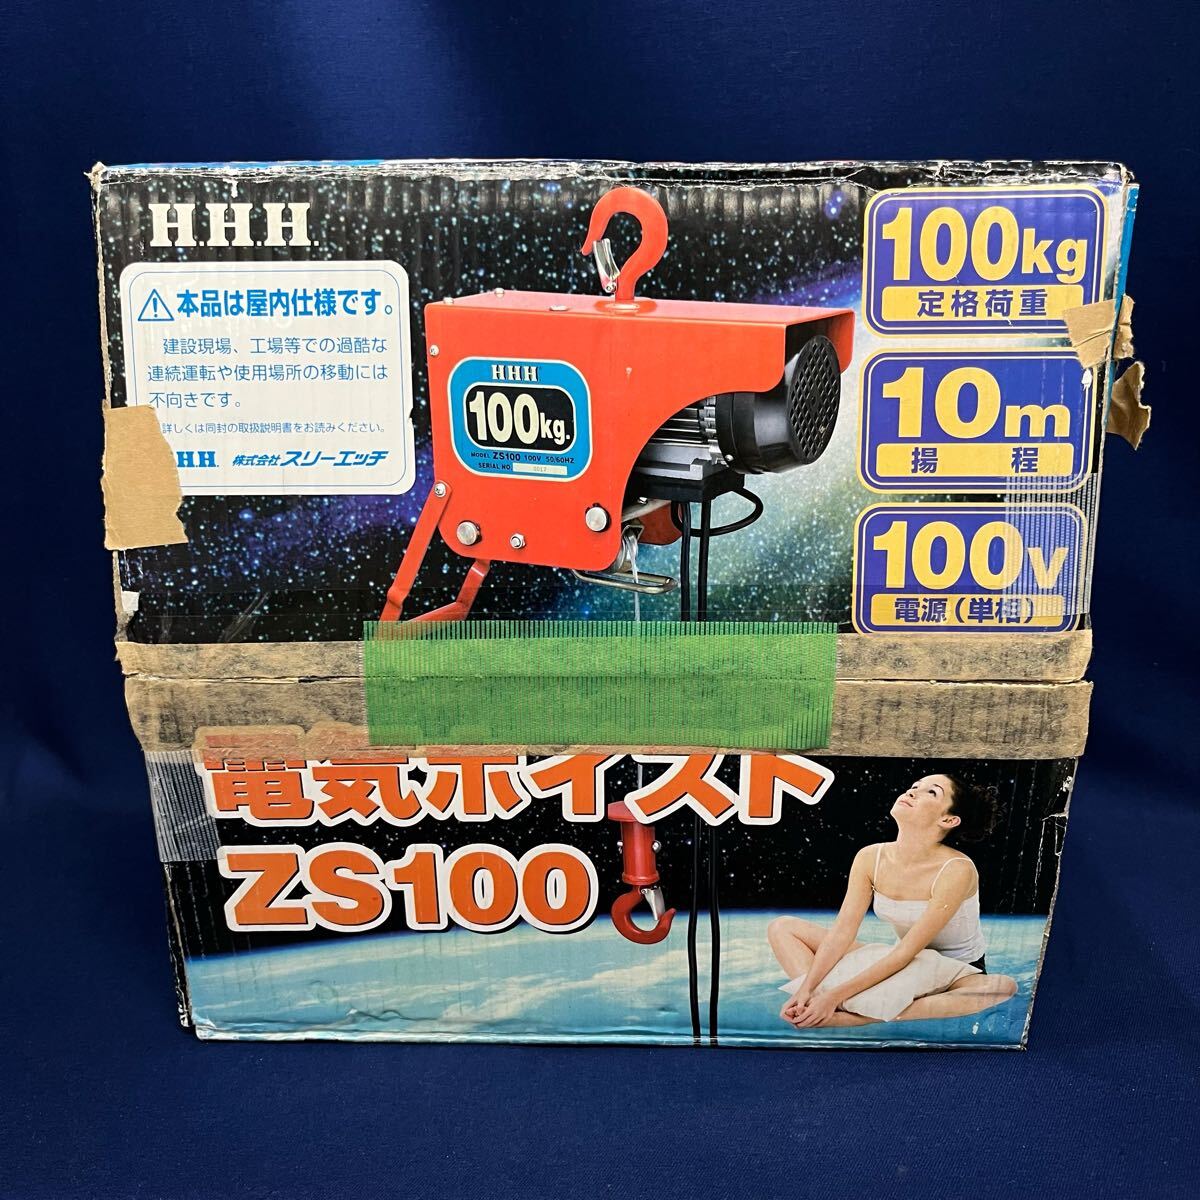 H.H.H.
⚠本品は屋内仕様です。
建設現場、工場等での過酷な
連続運転や使用場所の移動には
不向きです。
詳しくは同封の取扱説明書をお読みください。
H.H. 株式会社スリーエッチ
HHH
100kg.
MODEL ZS100 100V 50/60HZ
SERIAL NO. 0017
100kg
定格荷重
10m
揚程
100V
電源(単相)
電気ホイスト
ZS100